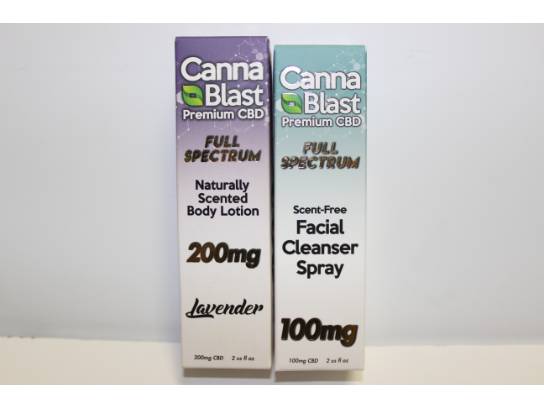 Canna
Blast
Premium CBD
FULL
SPECTRUM
Naturally
Scented
Body Lotion
200mg
Lavender
200mg CBD 2 oz fl oz
Canna
Blast
Premium CBD
FULL
SPECTRUM
Scent-Free
Facial
Cleanser
Spray
100mg
100mg CBD 2 oz fl oz